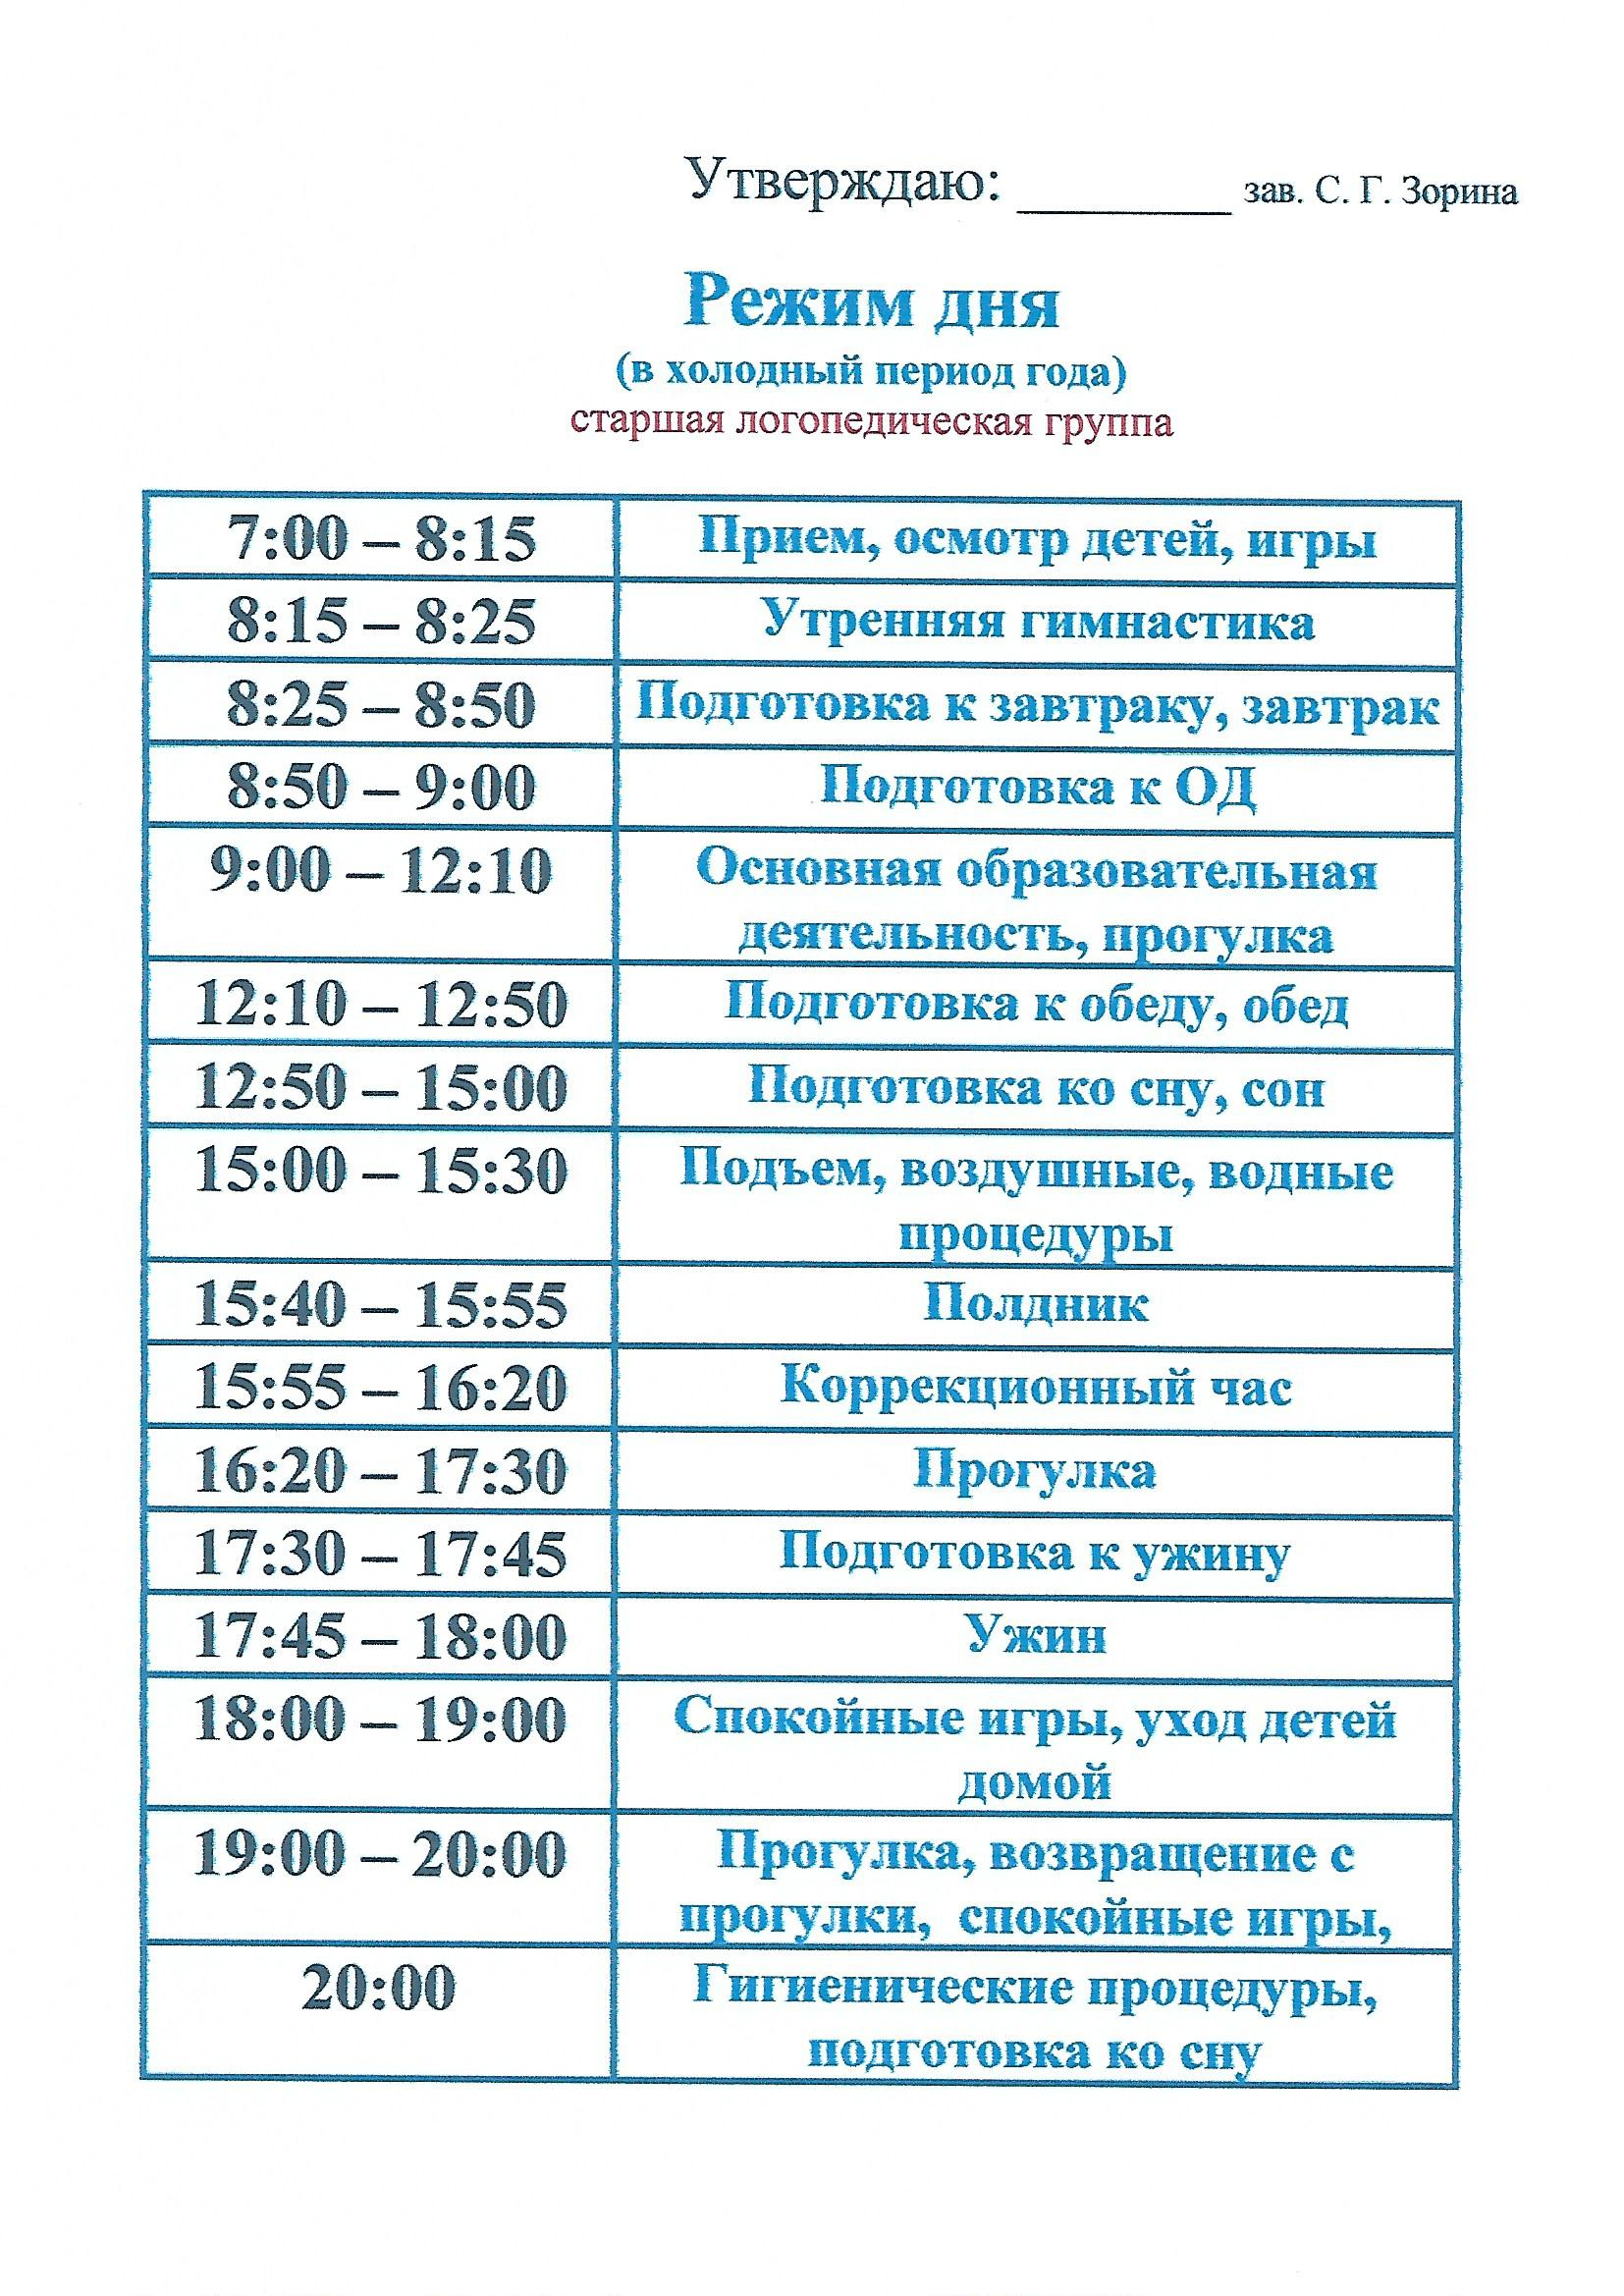 Утверждаю: ________ зав. С. Г. Зорина
Режим дня
(в холодный период года)
старшая логопедическая группа
7:00 – 8:15 Прием, осмотр детей, игры
8:15 – 8:25 Утренняя гимнастика
8:25 – 8:50 Подготовка к завтраку, завтрак
8:50 – 9:00 Подготовка к ОД
9:00 – 12:10 Основная образовательная
деятельность, прогулка
12:10 – 12:50 Подготовка к обеду, обед
12:50 – 15:00 Подготовка ко сну, сон
15:00 – 15:30 Подъем, воздушные, водные
процедуры
15:40 – 15:55 Полдник
15:55 – 16:20 Коррекционный час
16:20 – 17:30 Прогулка
17:30 – 17:45 Подготовка к ужину
17:45 – 18:00 Ужин
18:00 – 19:00 Спокойные игры, уход детей
домой
19:00 – 20:00 Прогулка, возвращение с
прогулки, спокойные игры,
20:00 Гигиенические процедуры,
подготовка ко сну